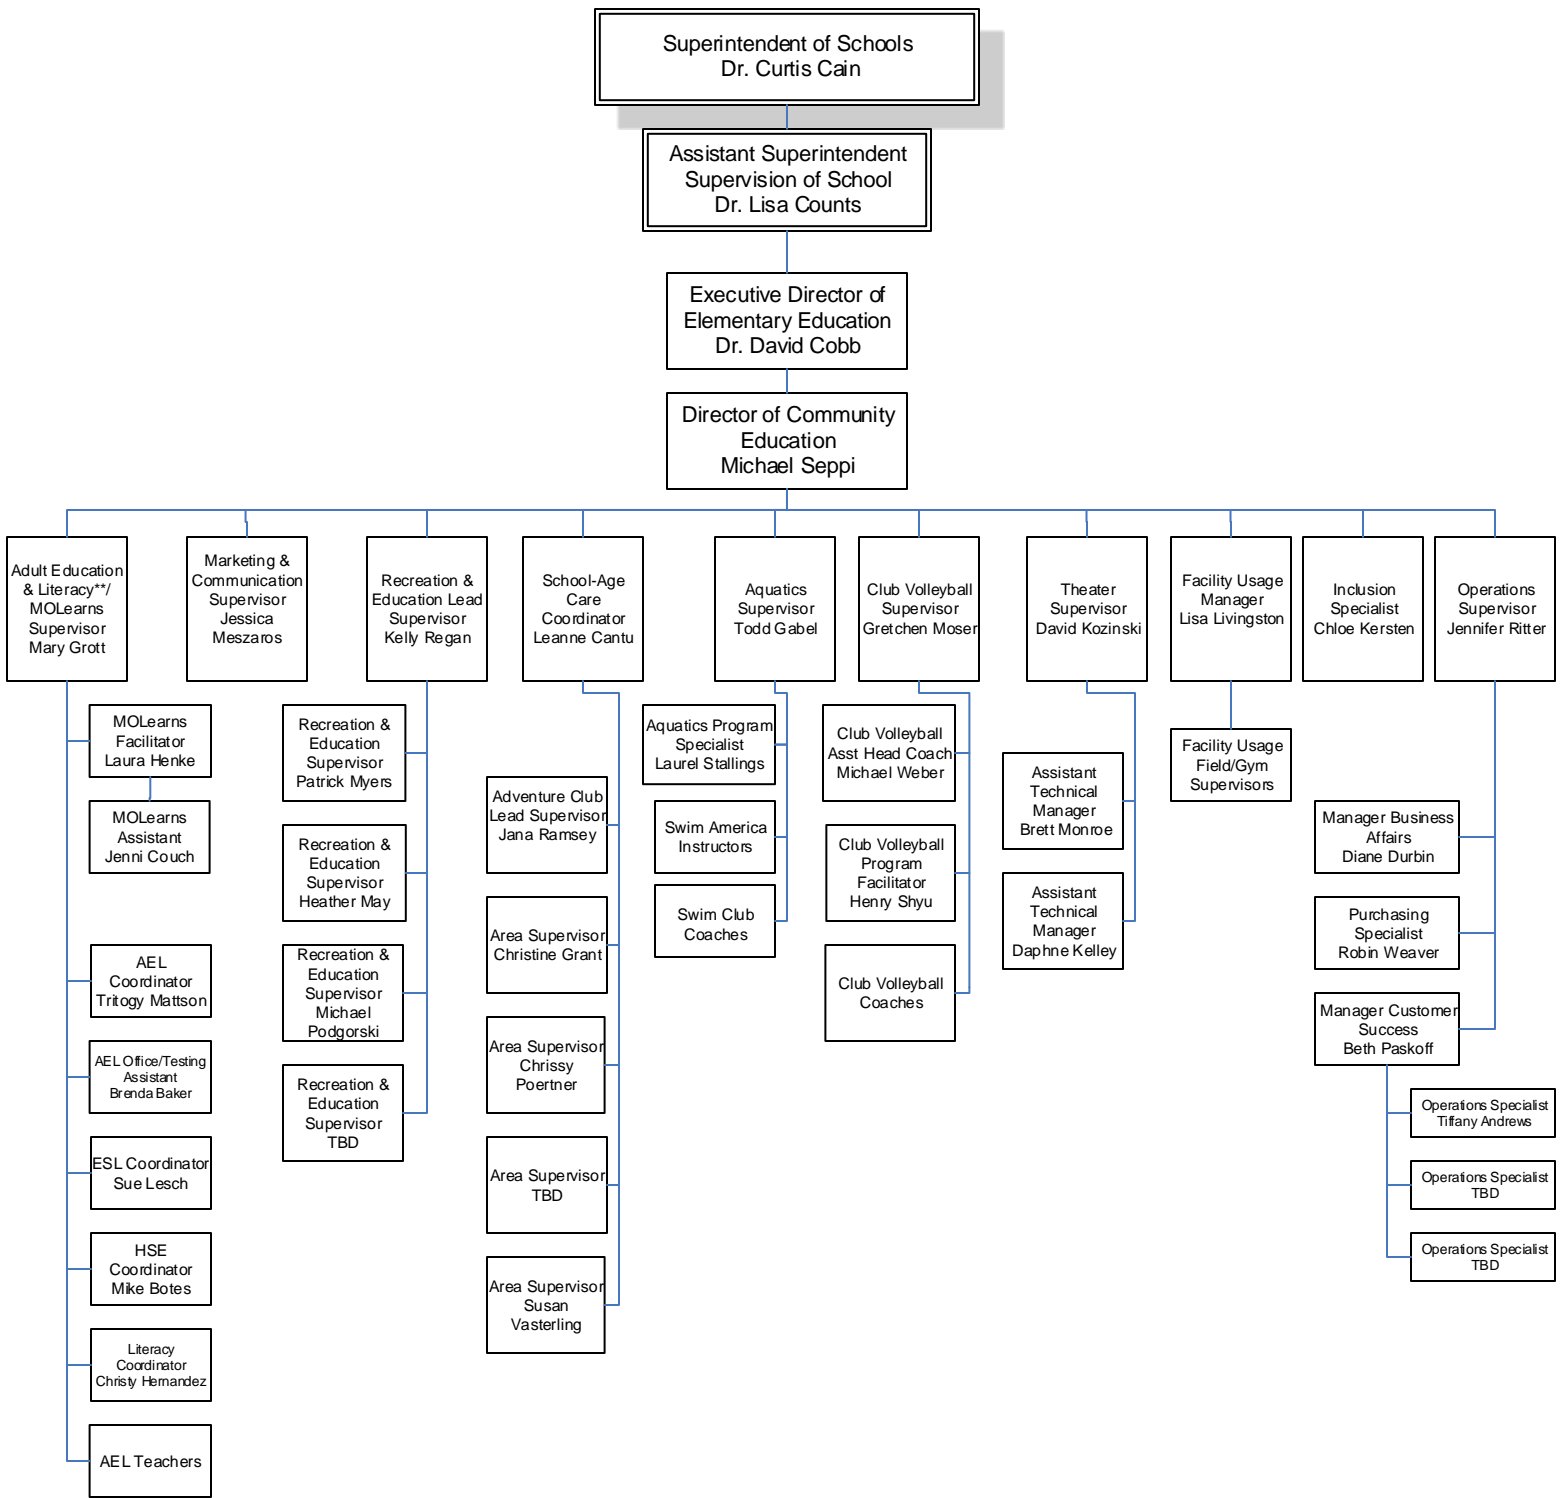 Superintendent of Schools
Dr. Curtis Cain
Assistant Superintendent
Supervision of School
Dr. Lisa Counts
Executive Director of
Elementary Education
Dr. David Cobb
Director of Community
Education
Michael Seppi
Adult Education
& Literacy**/
MOLearns
Supervisor
Mary Grott
Marketing &
Communication
Supervisor
Jessica
Meszaros
Recreation &
Education Lead
Supervisor
Kelly Regan
School-Age
Care
Coordinator
Leanne Cantu
Aquatics
Supervisor
Todd Gabel
Club Volleyball
Supervisor
Gretchen Moser
Theater
Supervisor
David Kozinski
Facility Usage
Manager
Lisa Livingston
Inclusion
Specialist
Chloe Kersten
Operations
Supervisor
Jennifer Ritter
MOLearns
Facilitator
Laura Henke
MOLearns
Assistant
Jenni Couch
AEL
Coordinator
Tritogy Mattson
AEL Office/Testing
Assistant
Brenda Baker
ESL Coordinator
Sue Lesch
HSE
Coordinator
Mike Botes
Literacy
Coordinator
Christy Hernandez
AEL Teachers
Recreation &
Education
Supervisor
Patrick Myers
Recreation &
Education
Supervisor
Heather May
Recreation &
Education
Supervisor
Michael
Podgorski
Recreation &
Education
Supervisor
TBD
Adventure Club
Lead Supervisor
Jana Ramsey
Area Supervisor
Christine Grant
Area Supervisor
Chrissy
Poertner
Area Supervisor
TBD
Area Supervisor
Susan
Vasterling
Aquatics Program
Specialist
Laurel Stallings
Swim America
Instructors
Swim Club
Coaches
Club Volleyball
Asst Head Coach
Michael Weber
Club Volleyball
Program
Facilitator
Henry Shyu
Club Volleyball
Coaches
Assistant
Technical
Manager
Brett Monroe
Assistant
Technical
Manager
Daphne Kelley
Facility Usage
Field/Gym
Supervisors
Manager Business
Affairs
Diane Durbin
Purchasing
Specialist
Robin Weaver
Manager Customer
Success
Beth Paskoff
Operations Specialist
Tiffany Andrews
Operations Specialist
TBD
Operations Specialist
TBD